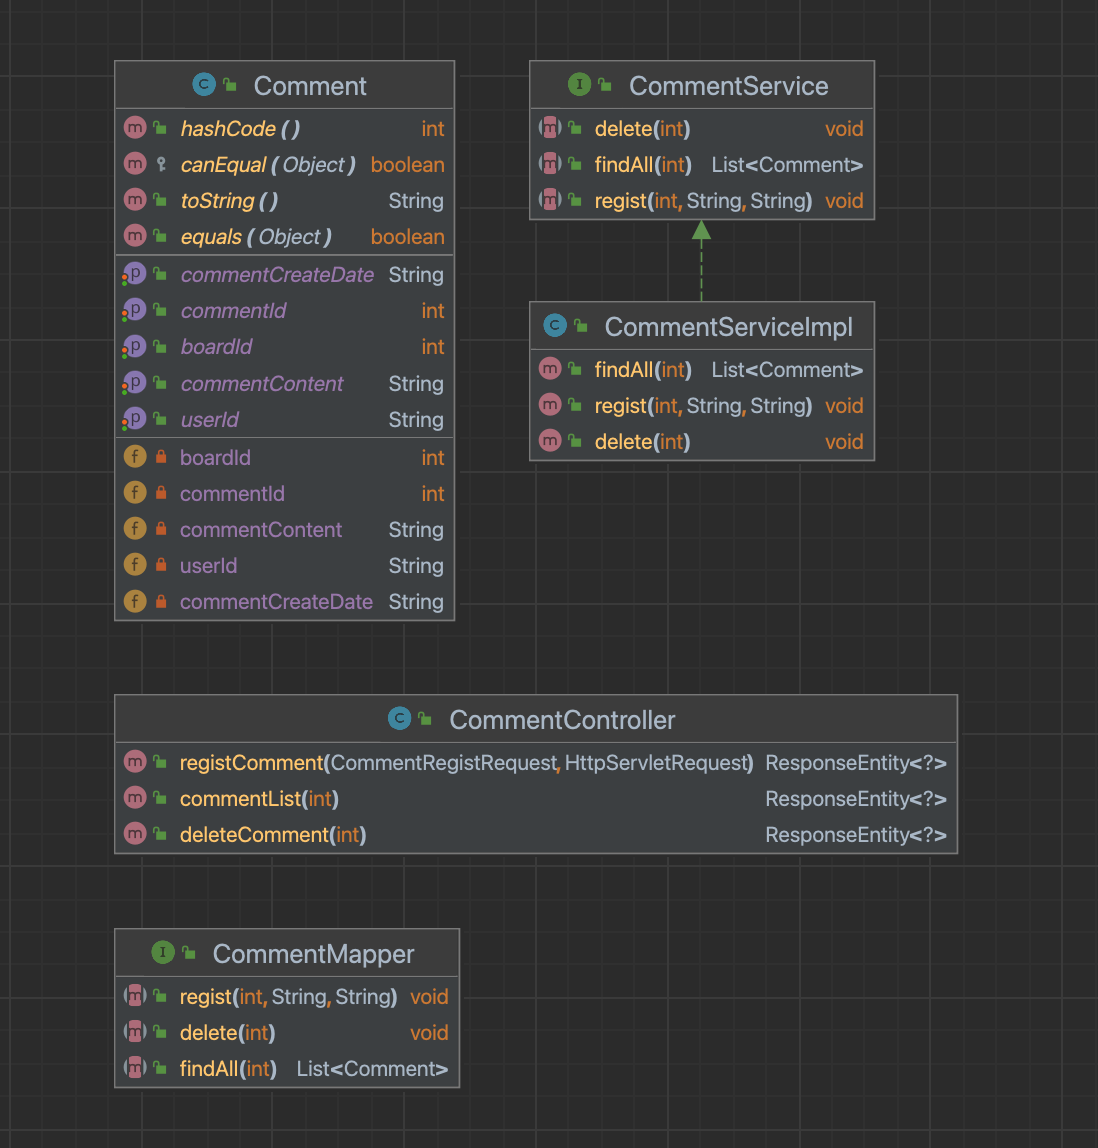 Comment
hashCode() int
canEqual(Object) boolean
toString() String
equals(Object) boolean
commentCreateDate String
commentId int
boardId int
commentContent String
userId String
boardId int
commentId int
commentContent String
userId String
commentCreateDate String
CommentService
delete(int) void
findAll(int) List<Comment>
regist(int, String, String) void
CommentServiceImpl
findAll(int) List<Comment>
regist(int, String, String) void
delete(int) void
CommentController
registComment(CommentRegistRequest, HttpServletRequest) ResponseEntity<?>
commentList(int) ResponseEntity<?>
deleteComment(int) ResponseEntity<?>
CommentMapper
regist(int, String, String) void
delete(int) void
findAll(int) List<Comment>